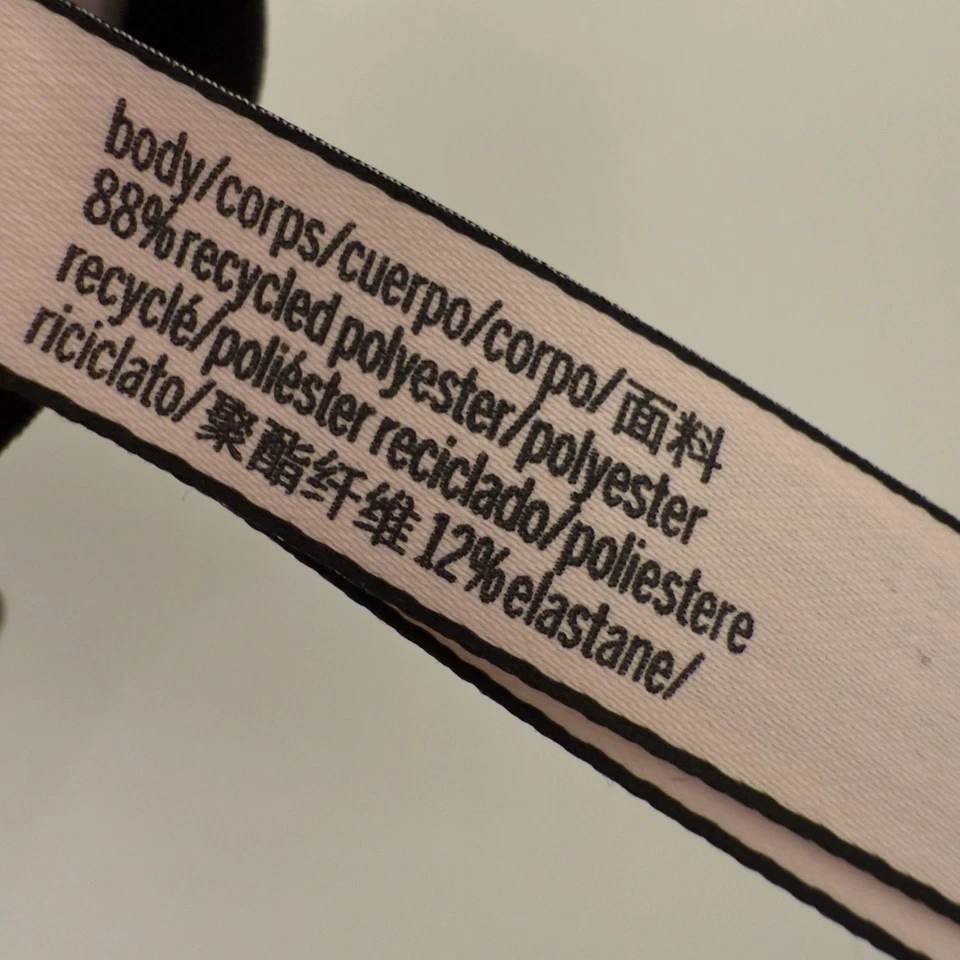 body/corps/cuerpo/corpo/面料
88%recycled polyester/polyester
recyclé/poliéster reciclado/poliestere
riciclato/聚酯纤维 12%elastane/